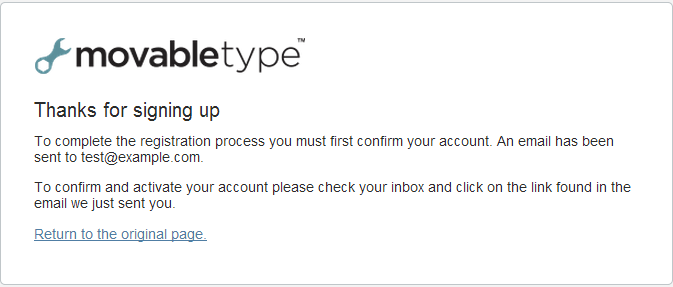 movabletype™
Thanks for signing up
To complete the registration process you must first confirm your account. An email has been
sent to test@example.com.
To confirm and activate your account please check your inbox and click on the link found in the
email we just sent you.
Return to the original page.